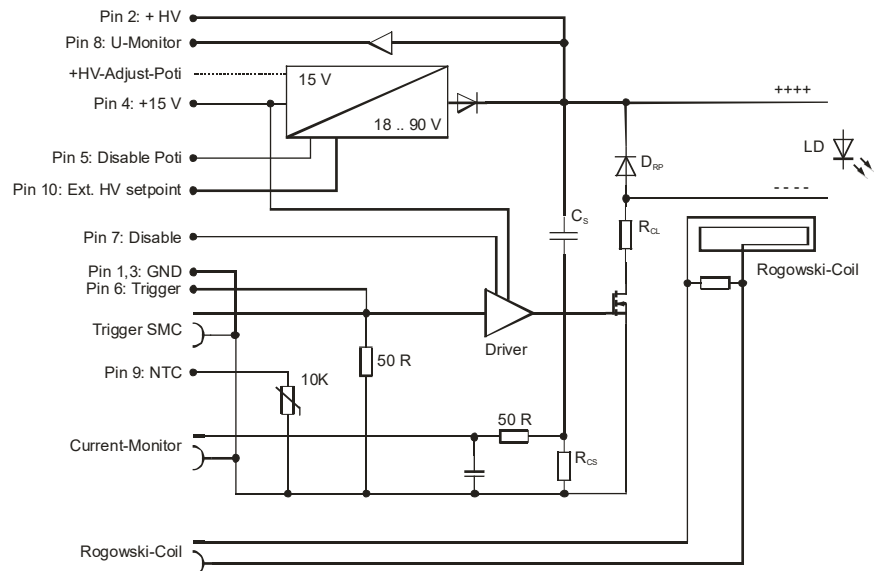 Pin 2: + HV
Pin 8: U-Monitor
+HV-Adjust-Poti
15 V
Pin 4: +15 V
18 .. 90 V
++++
LD
Pin 5: Disable Poti
D_RP
Pin 10: Ext. HV setpoint
- - - -
C_S
R_CL
Pin 7: Disable
Rogowski-Coil
Pin 1,3: GND
Pin 6: Trigger
Trigger SMC
Driver
50 R
Pin 9: NTC
10K
50 R
Current-Monitor
R_CS
Rogowski-Coil